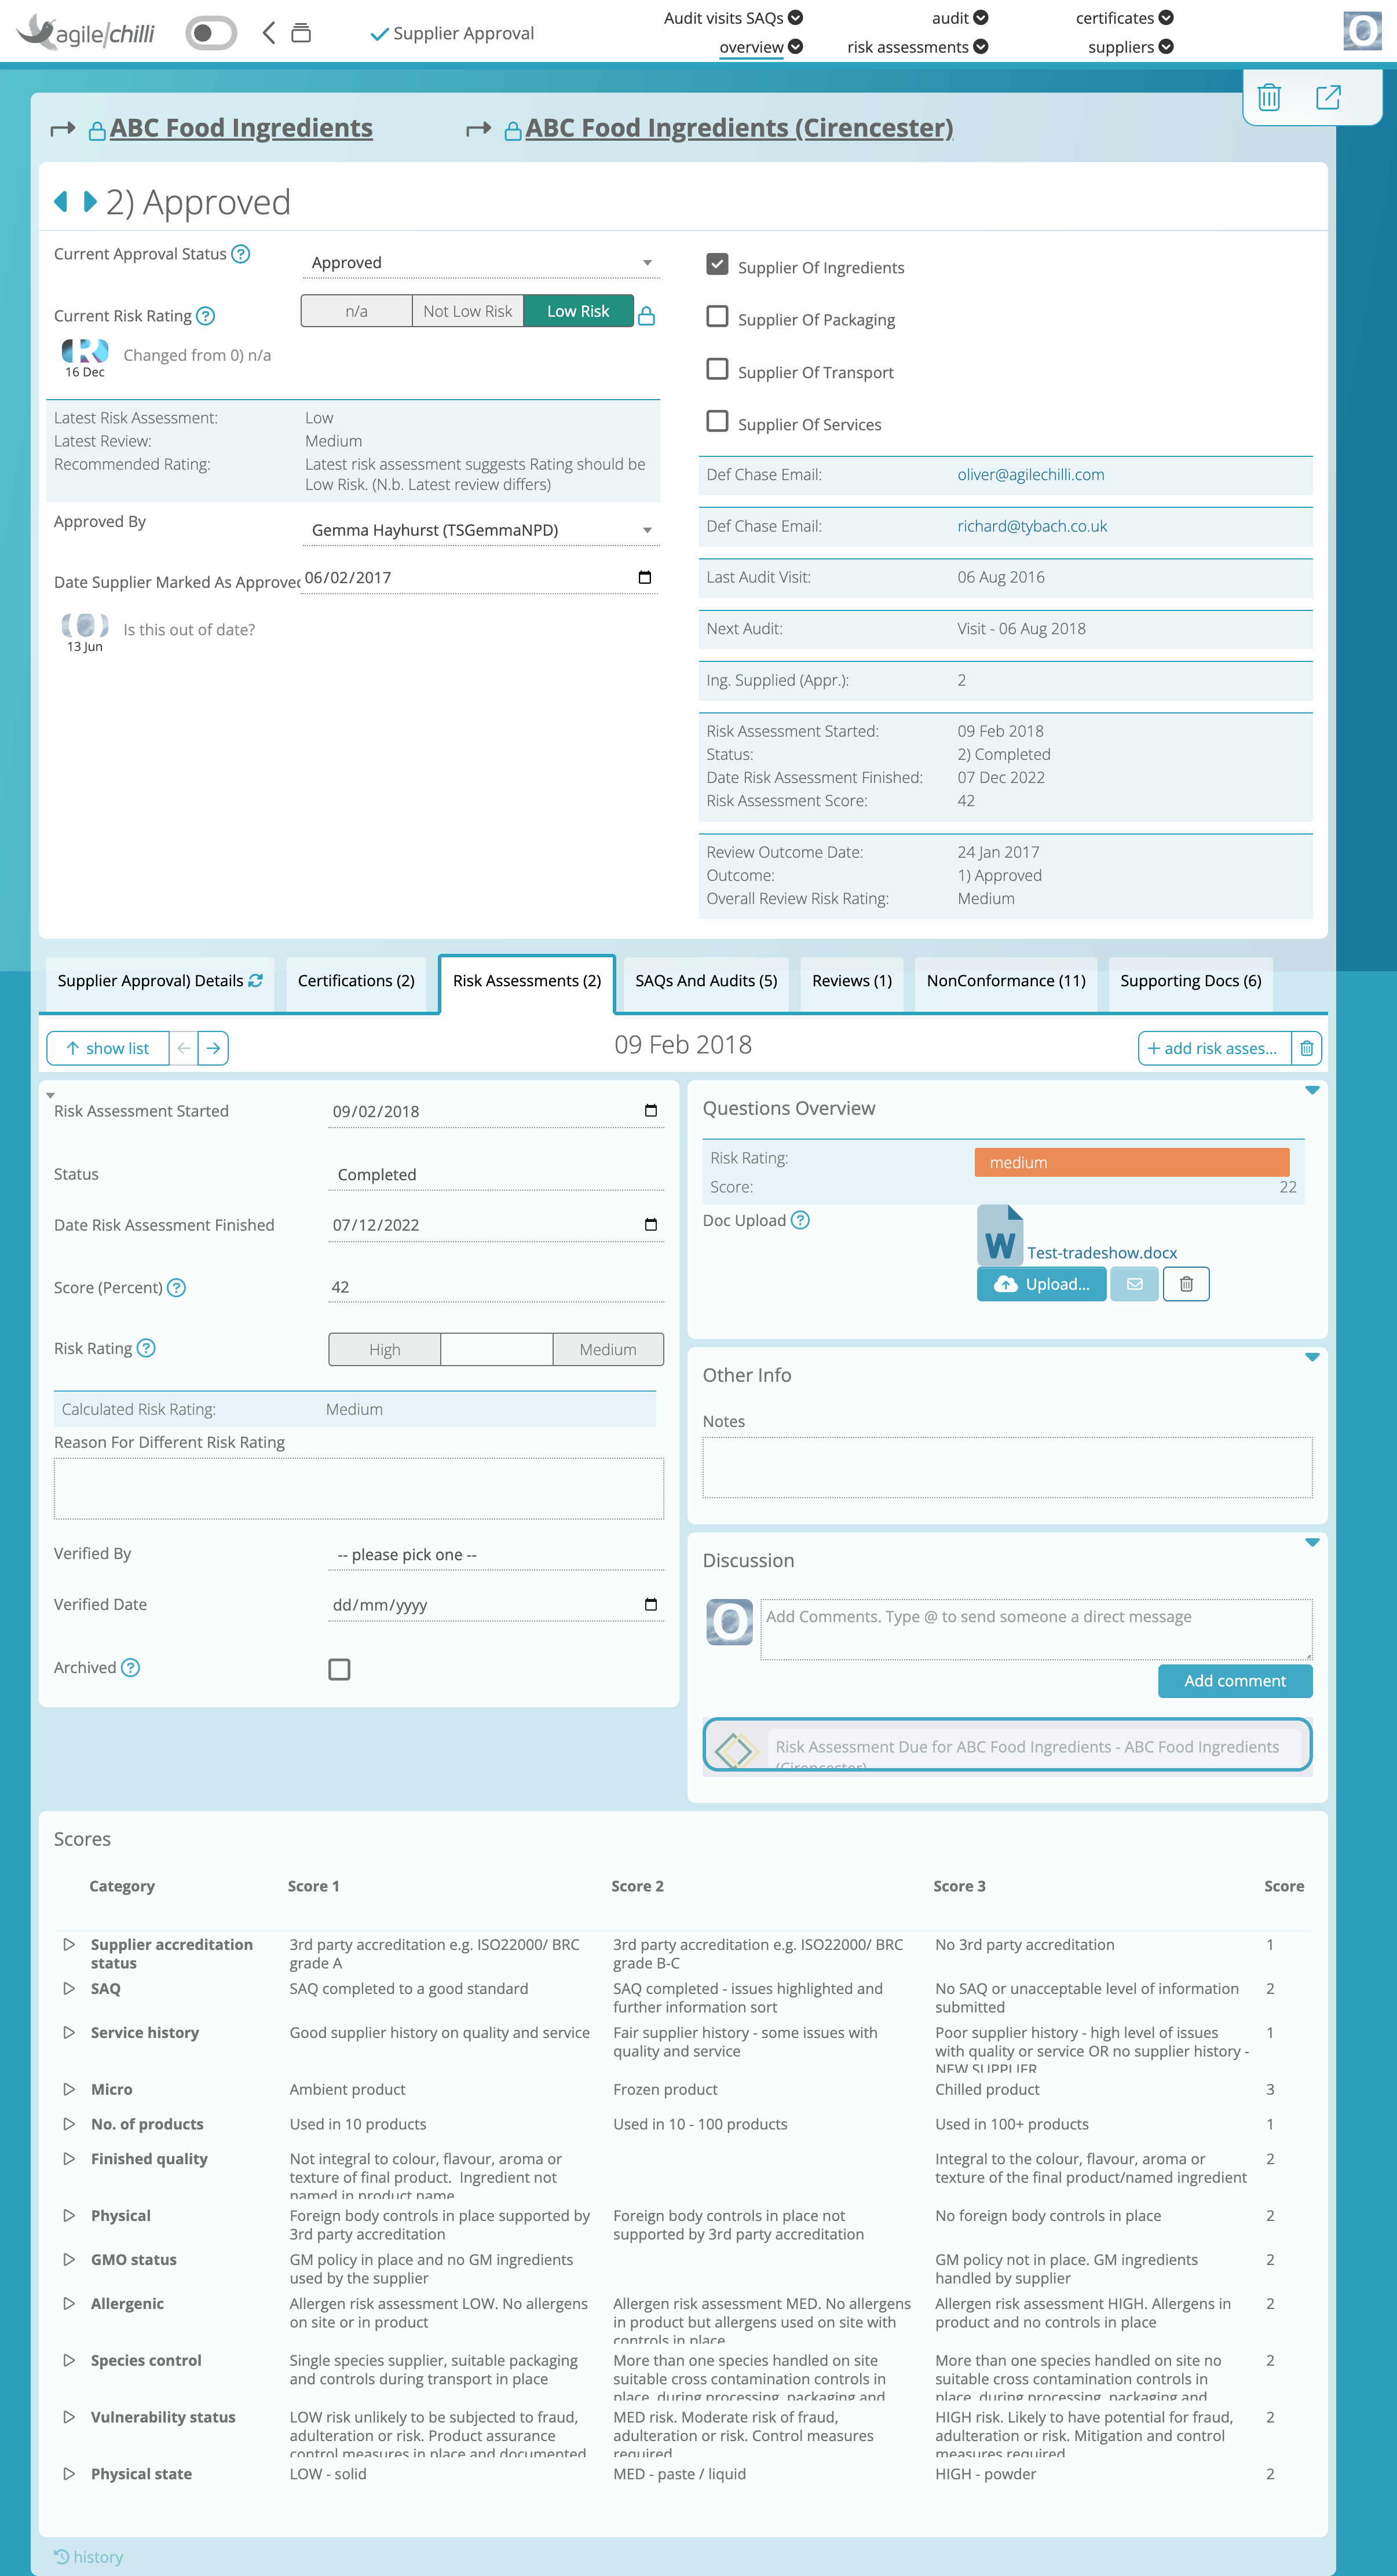 agile/chilli
Supplier Approval
Audit visits SAQs
audit
certificates
overview
risk assessments
suppliers
O
ABC Food Ingredients
ABC Food Ingredients (Cirencester)
2) Approved
Current Approval Status ?
Approved
Current Risk Rating ?
n/a
Not Low Risk
Low Risk
R
Changed from 0) n/a
16 Dec
Latest Risk Assessment: Low
Latest Review: Medium
Recommended Rating: Latest risk assessment suggests Rating should be
Low Risk. (N.b. Latest review differs)
Approved By
Gemma Hayhurst (TSGemmaNPD)
Date Supplier Marked As Approved
06/02/2017
O
Is this out of date?
13 Jun
Supplier Of Ingredients
Supplier Of Packaging
Supplier Of Transport
Supplier Of Services
Def Chase Email: oliver@agilechilli.com
Def Chase Email: richard@tybach.co.uk
Last Audit Visit: 06 Aug 2016
Next Audit: Visit - 06 Aug 2018
Ing. Supplied (Appr.): 2
Risk Assessment Started: 09 Feb 2018
Status: 2) Completed
Date Risk Assessment Finished: 07 Dec 2022
Risk Assessment Score: 42
Review Outcome Date: 24 Jan 2017
Outcome: 1) Approved
Overall Review Risk Rating: Medium
Supplier Approval) Details
Certifications (2)
Risk Assessments (2)
SAQs And Audits (5)
Reviews (1)
NonConformance (11)
Supporting Docs (6)
show list
09 Feb 2018
+ add risk asses...
Risk Assessment Started 09/02/2018
Status Completed
Date Risk Assessment Finished 07/12/2022
Score (Percent) ? 42
Risk Rating ? High Medium
Calculated Risk Rating: Medium
Reason For Different Risk Rating
Verified By -- please pick one --
Verified Date dd/mm/yyyy
Archived ?
Questions Overview
Risk Rating: medium
Score: 22
Doc Upload ?
W
Test-tradeshow.docx
Upload...
Other Info
Notes
Discussion
O
Add Comments. Type @ to send someone a direct message
Add comment
Risk Assessment Due for ABC Food Ingredients - ABC Food Ingredients
(Cirencester)
Scores
Category Score 1 Score 2 Score 3 Score
Supplier accreditation 3rd party accreditation e.g. ISO22000/ BRC 3rd party accreditation e.g. ISO22000/ BRC No 3rd party accreditation 1
status grade A grade B-C
SAQ SAQ completed to a good standard SAQ completed - issues highlighted and No SAQ or unacceptable level of information 2
further information sort submitted
Service history Good supplier history on quality and service Fair supplier history - some issues with Poor supplier history - high level of issues 1
quality and service with quality or service OR no supplier history -
NEW SUPPLIER
Micro Ambient product Frozen product Chilled product 3
No. of products Used in 10 products Used in 10 - 100 products Used in 100+ products 1
Finished quality Not integral to colour, flavour, aroma or Integral to the colour, flavour, aroma or 2
texture of final product. Ingredient not texture of the final product/named ingredient
named in product name
Physical Foreign body controls in place supported by Foreign body controls in place not No foreign body controls in place 2
3rd party accreditation supported by 3rd party accreditation
GMO status GM policy in place and no GM ingredients GM policy not in place. GM ingredients 2
used by the supplier handled by supplier
Allergenic Allergen risk assessment LOW. No allergens Allergen risk assessment MED. No allergens Allergen risk assessment HIGH. Allergens in 2
on site or in product in product but allergens used on site with product and no controls in place
controls in place
Species control Single species supplier, suitable packaging More than one species handled on site More than one species handled on site no 2
and controls during transport in place suitable cross contamination controls in suitable cross contamination controls in
place, during processing, packaging and place, during processing, packaging and
Vulnerability status LOW risk unlikely to be subjected to fraud, MED risk. Moderate risk of fraud, HIGH risk. Likely to have potential for fraud, 2
adulteration or risk. Product assurance adulteration or risk. Control measures adulteration or risk. Mitigation and control
control measures in place and documented required measures required
Physical state LOW - solid MED - paste / liquid HIGH - powder 2
history